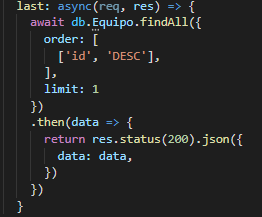 last: async(req, res) => {
await db.Equipo.findAll({
order: [
['id', 'DESC'],
],
limit: 1
})
.then(data => {
return res.status(200).json({
data: data,
})
})
}